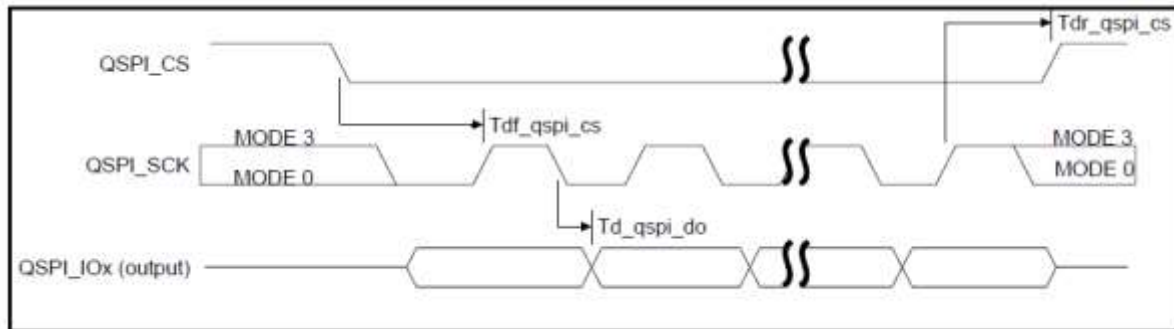 Tdr_qspi_cs
QSPI_CS
Tdf_qspi_cs
MODE 3
MODE 3
QSPI_SCK
MODE 0
MODE 0
Td_qspi_do
QSPI_IOx (output)